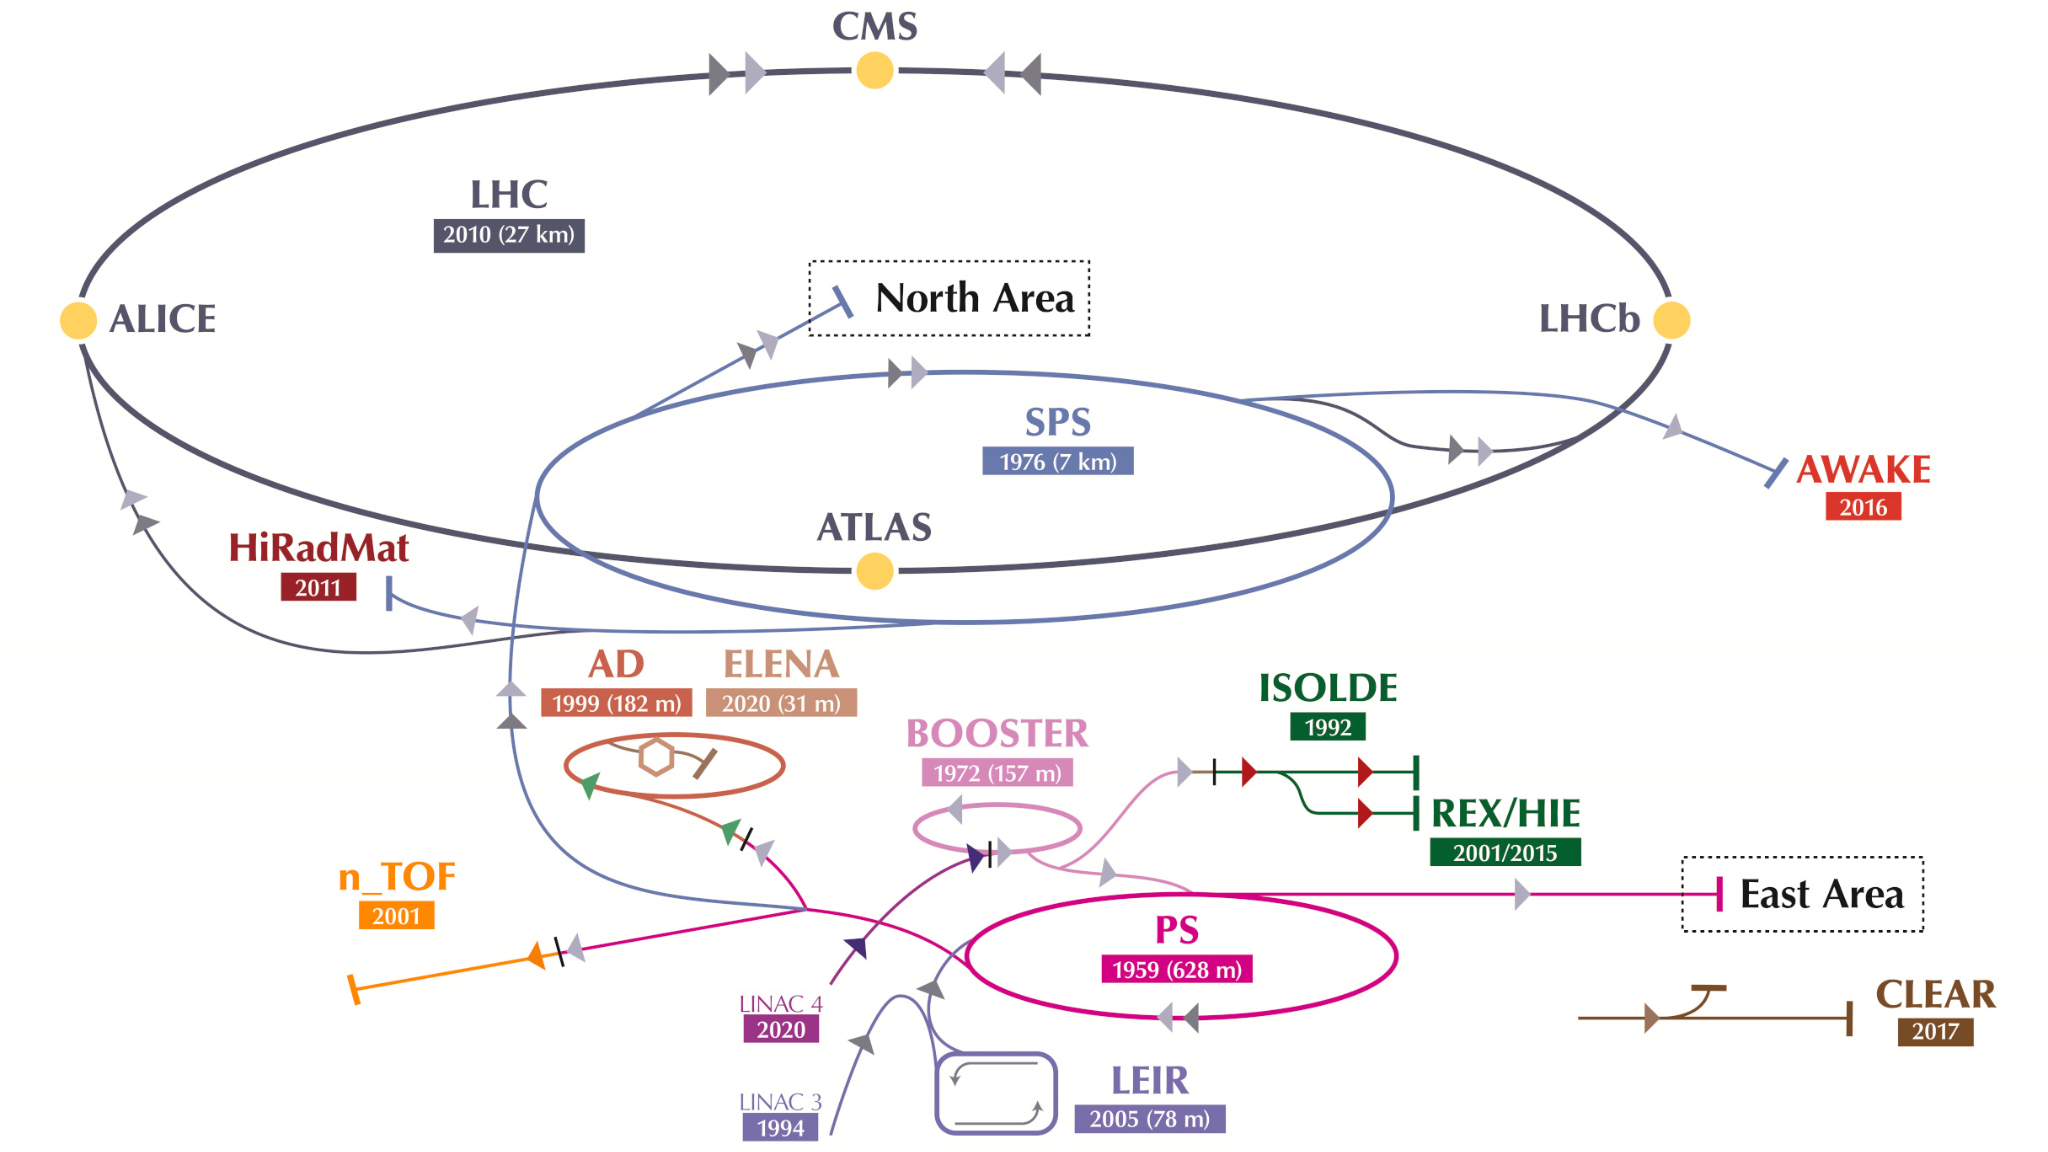 CMS
LHC
2010 (27 km)
North Area
ALICE
LHCb
SPS
1976 (7 km)
AWAKE
2016
ATLAS
HiRadMat
2011
AD
1999 (182 m)
ELENA
2020 (31 m)
ISOLDE
1992
BOOSTER
1972 (157 m)
REX/HIE
2001/2015
n_TOF
2001
East Area
PS
1959 (628 m)
LINAC 4
2020
CLEAR
2017
LINAC 3
1994
LEIR
2005 (78 m)